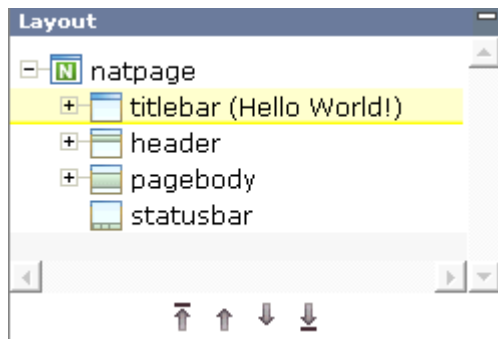 Layout
N natpage
titlebar (Hello World!)
header
pagebody
statusbar